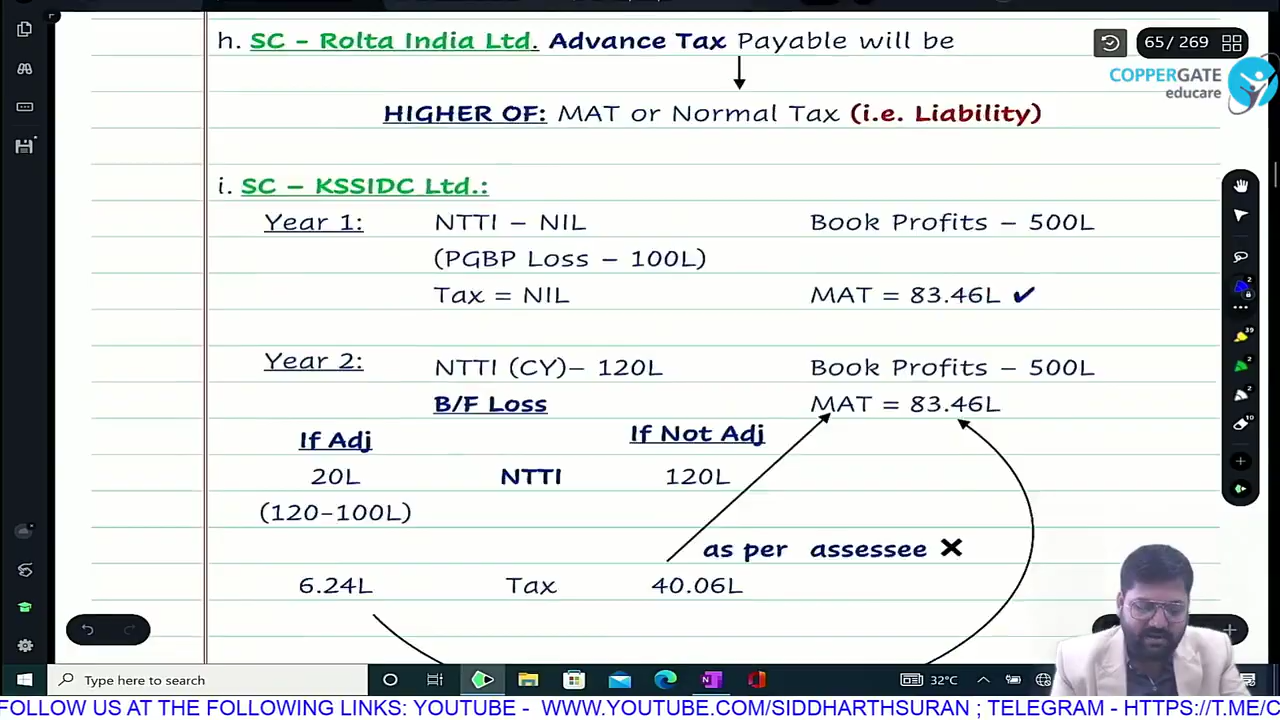 h. SC - Rolta India Ltd. Advance Tax Payable will be
65 / 269
COPPERGATE
educare
HIGHER OF: MAT or Normal Tax (i.e. Liability)
i. SC – KSSIDC Ltd.:
Year 1: NTTI – NIL Book Profits – 500L
(PGBP Loss – 100L)
Tax = NIL MAT = 83.46L ✓
Year 2: NTTI (CY)– 120L Book Profits – 500L
B/F Loss MAT = 83.46L
If Adj If Not Adj
20L NTTI 120L
(120-100L)
as per assessee ✕
6.24L Tax 40.06L
Type here to search
32°C
FOLLOW US AT THE FOLLOWING LINKS: YOUTUBE - WWW.YOUTUBE.COM/SIDDHARTHSURAN ; TELEGRAM - HTTPS://T.ME/C